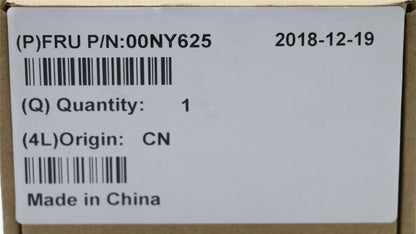 (P)FRU P/N:00NY625 2018-12-19
(Q) Quantity: 1
(4L)Origin: CN
Made in China